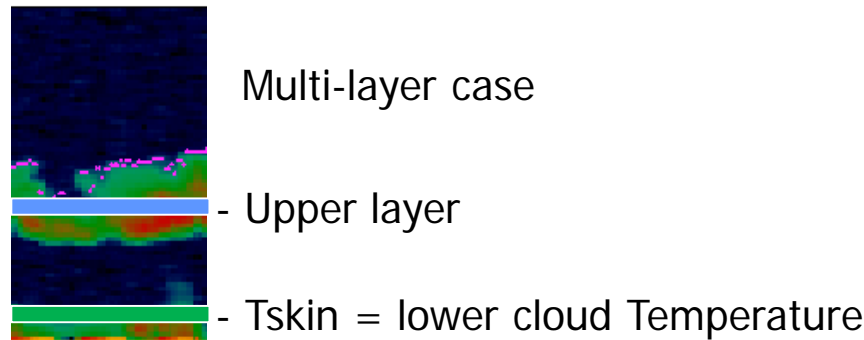 Multi-layer case
- Upper layer
- Tskin = lower cloud Temperature